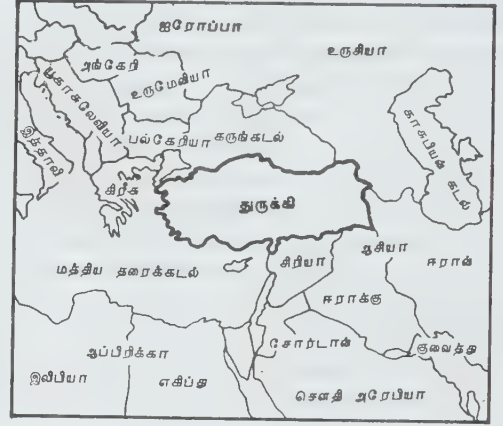 ஐரோப்பா
உருசியா
அங்கேரி
உருமேவியா
யூகாசுலேவியா
காசுபியன் கடல்
இத்தாலி
பல்கேரியா
கருங்கடல்
கிரீசு
துருக்கி
ஆசியா
சிரியா
ஈரான்
மத்திய தரைக்கடல்
ஈராக்கு
சோர்டான்
குவைத்து
ஆப்பிரிக்கா
இலிபியா
எகிப்து
சௌதி அரேபியா